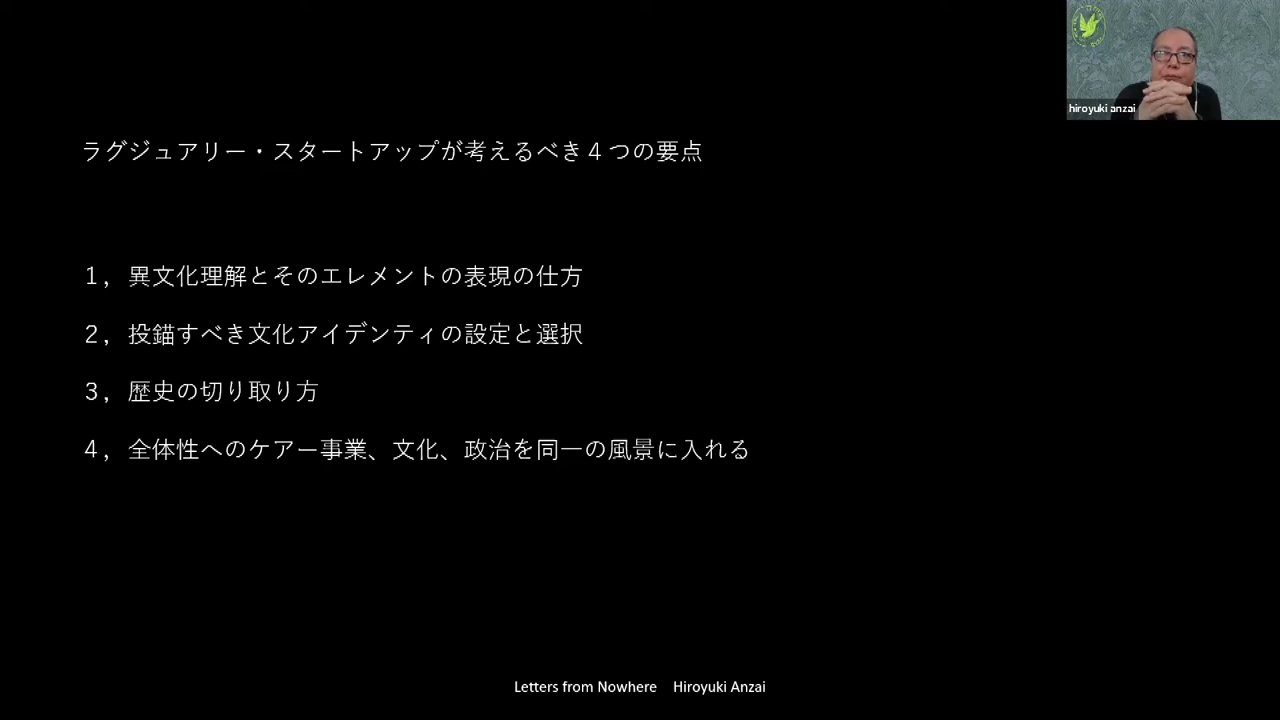 hiroyuki anzai
ラグジュアリー・スタートアップが考えるべき４つの要点
１，異文化理解とそのエレメントの表現の仕方
２，投錨すべき文化アイデンティの設定と選択
３，歴史の切り取り方
４，全体性へのケアー事業、文化、政治を同一の風景に入れる
Letters from Nowhere　Hiroyuki Anzai